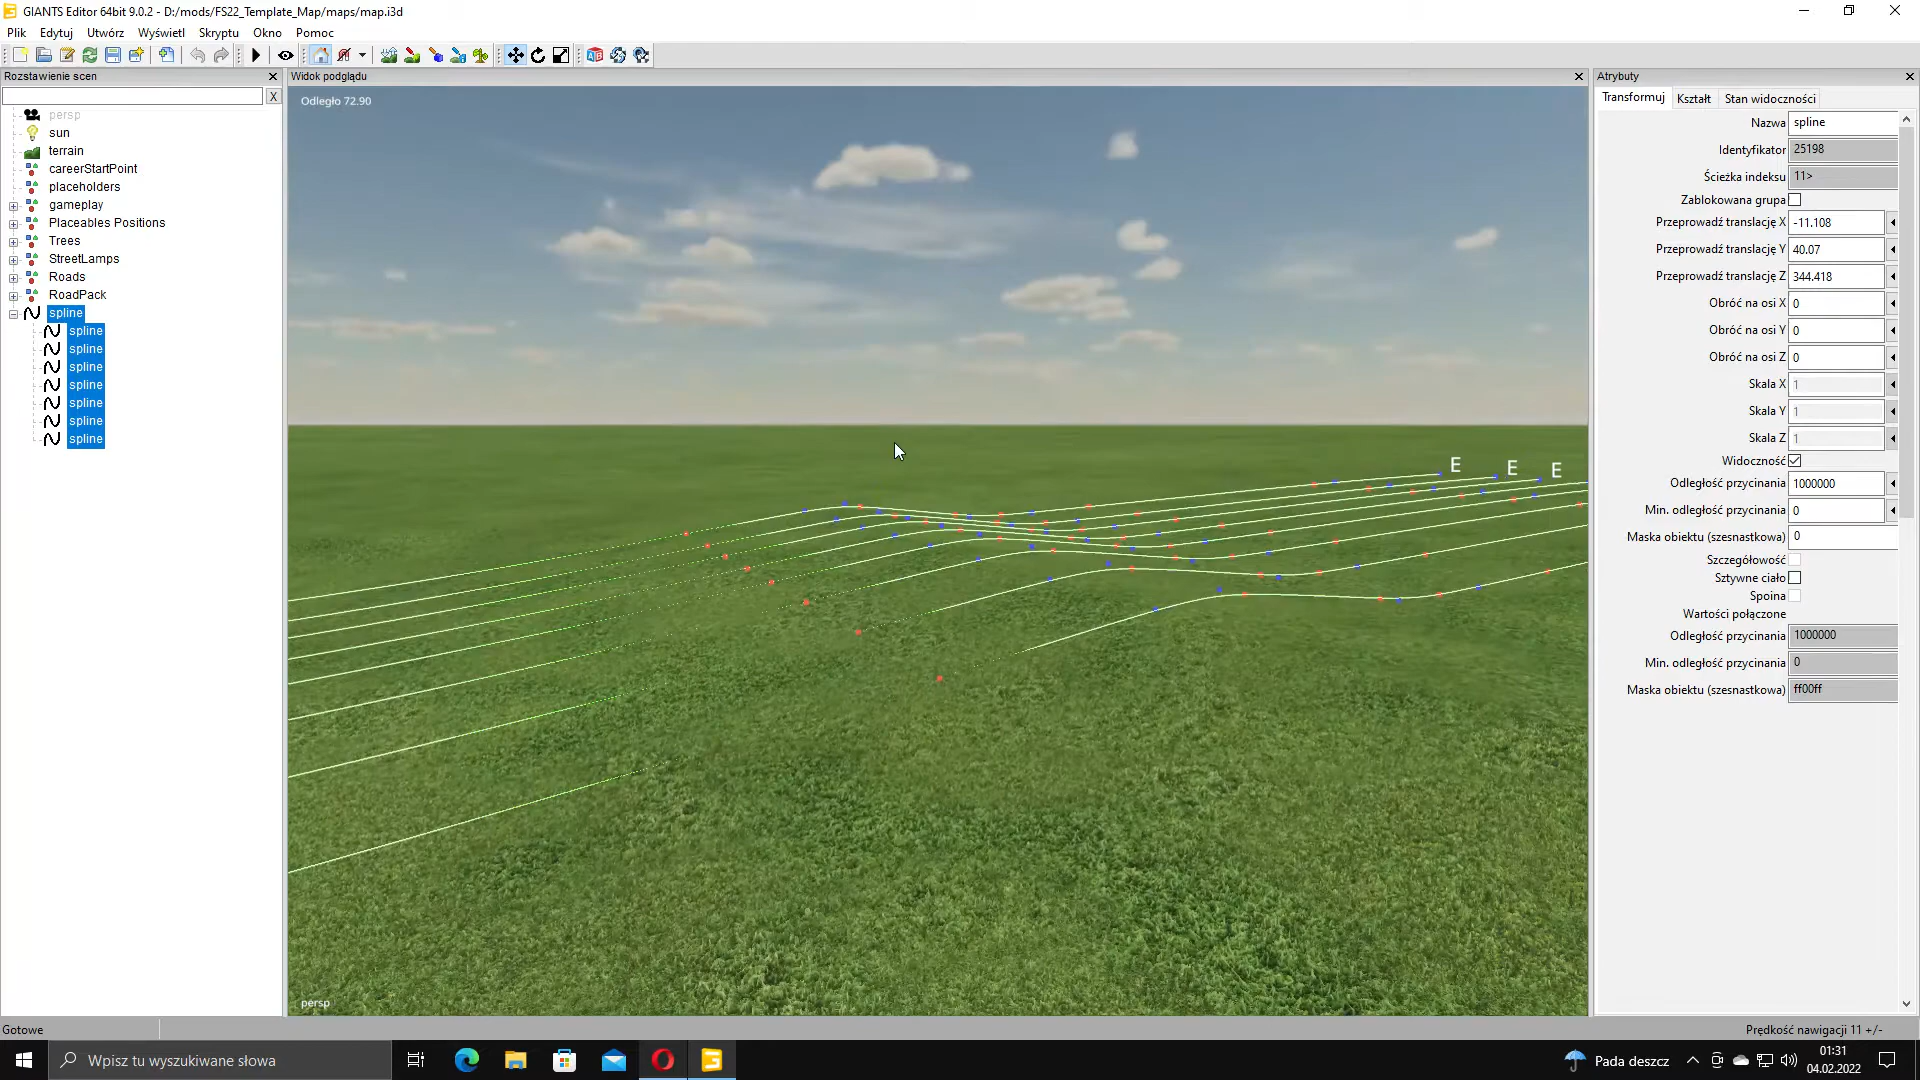 GIANTS Editor 64bit 9.0.2 - D:/mods/FS22_Template_Map/maps/map.i3d
Plik Edytuj Utwórz Wyświetl Skryptu Okno Pomoc
Rozstawienie scen
X
persp
sun
terrain
careerStartPoint
placeholders
gameplay
Placeables Positions
Trees
StreetLamps
Roads
RoadPack
spline
spline
spline
spline
spline
spline
spline
spline
Widok podglądu
Odległo 72.90
E E E
persp
Atrybuty
Transformuj Kształt Stan widoczności
Nazwa spline
Identyfikator 25198
Ścieżka indeksu 11>
Zablokowana grupa
Przeprowadź translację X -11.108
Przeprowadź translację Y 40.07
Przeprowadź translację Z 344.418
Obróć na osi X 0
Obróć na osi Y 0
Obróć na osi Z 0
Skala X 1
Skala Y 1
Skala Z 1
Widoczność
Odległość przycinania 1000000
Min. odległość przycinania 0
Maska obiektu (szesnastkowa) 0
Szczegółowość
Sztywne ciało
Spoina
Wartości połączone
Odległość przycinania 1000000
Min. odległość przycinania 0
Maska obiektu (szesnastkowa) ff00ff
Gotowe
Prędkość nawigacji 11 +/-
Wpisz tu wyszukiwane słowa
Pada deszcz
01:31
04.02.2022